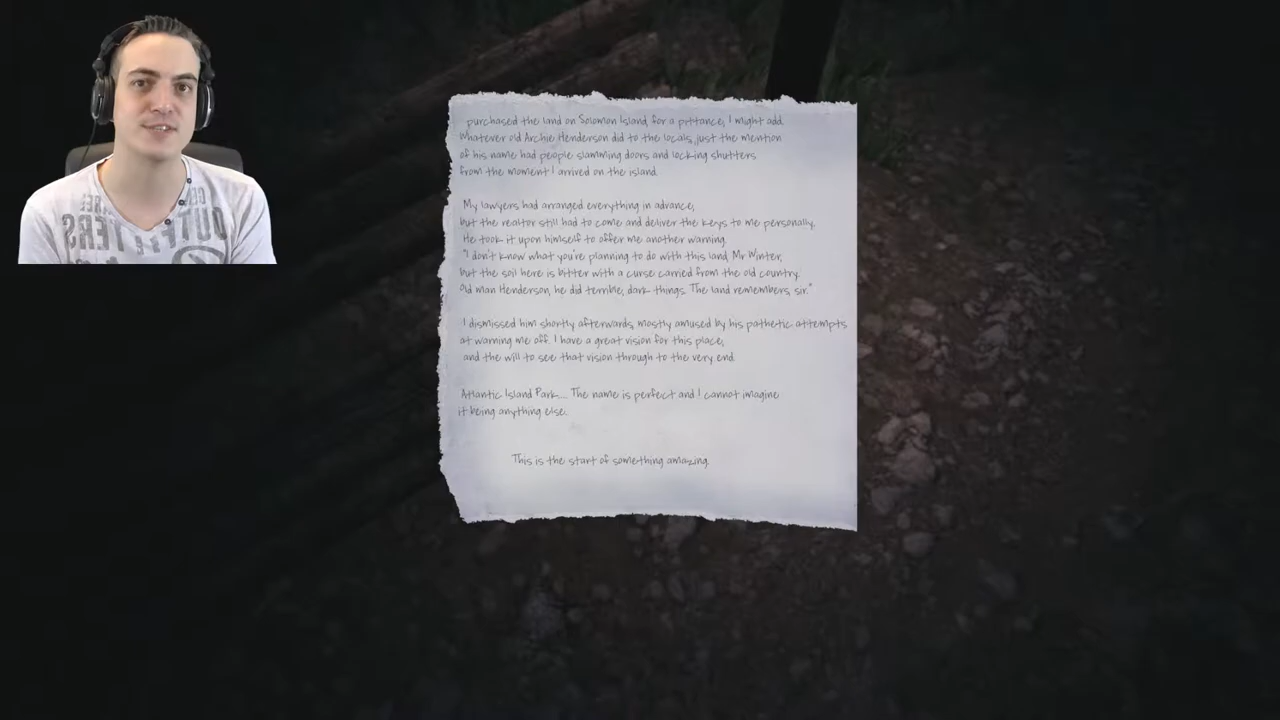 purchased the land on Solomon Island, for a pittance, I might add.
Whatever old Archie Henderson did to the locals, just the mention
of his name had people slamming doors and locking shutters
from the moment I arrived on the island.
My lawyers had arranged everything in advance,
but the realtor still had to come and deliver the keys to me personally.
He took it upon himself to offer me another warning.
"I don't know what you're planning to do with this land, Mr Winter,
but the soil here is bitter with a curse carried from the old country.
Old man Henderson, he did terrible, dark things. The land remembers, sir."
I dismissed him shortly afterwards, mostly amused by his pathetic attempts
at warning me off. I have a great vision for this place,
and the will to see that vision through to the very end.
Atlantic Island Park... The name is perfect and I cannot imagine
it being anything else.
This is the start of something amazing.
OUTFITTERS